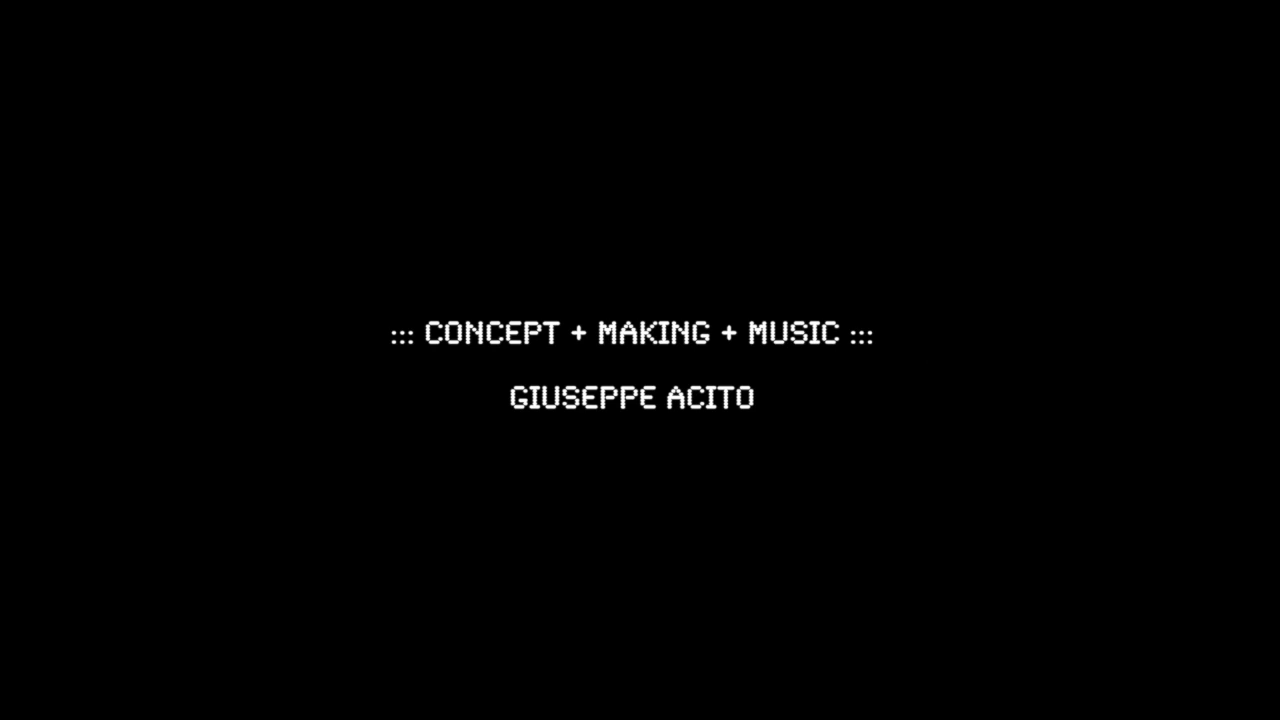 ::: CONCEPT + MAKING + MUSIC :::
GIUSEPPE ACITO